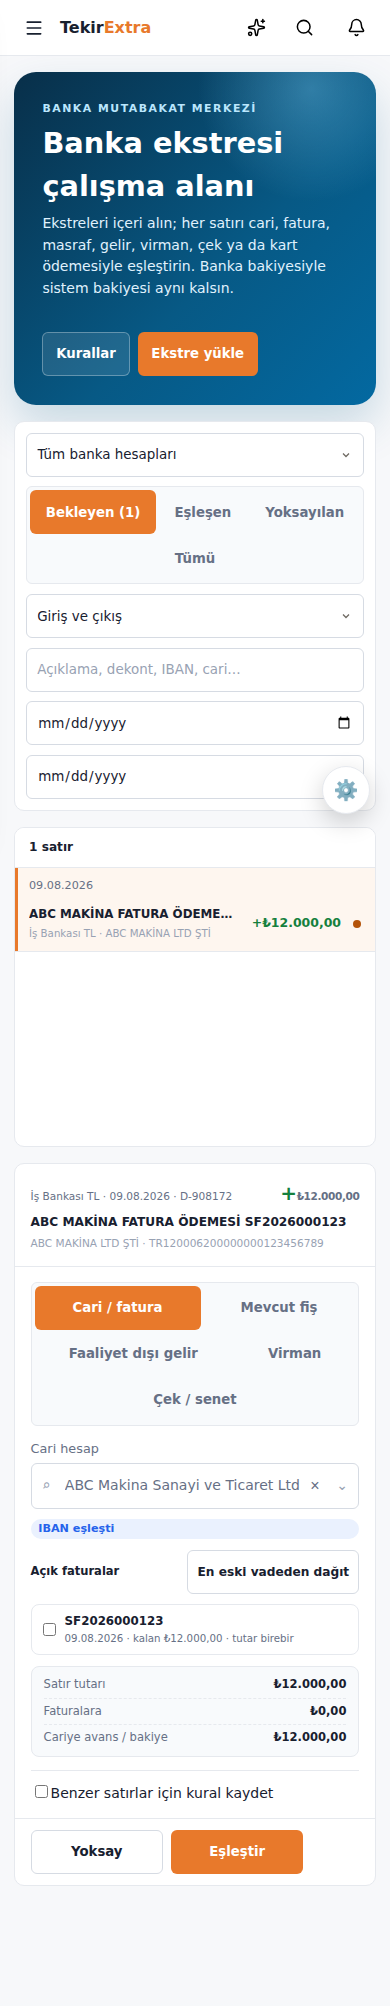 TekirExtra
BANKA MUTABAKAT MERKEZİ
Banka ekstresi
çalışma alanı
Ekstreleri içeri alın; her satırı cari, fatura,
masraf, gelir, virman, çek ya da kart
ödemesiyle eşleştirin. Banka bakiyesiyle
sistem bakiyesi aynı kalsın.
Kurallar
Ekstre yükle
Tüm banka hesapları
Bekleyen (1)
Eşleşen
Yoksayılan
Tümü
Giriş ve çıkış
Açıklama, dekont, IBAN, cari...
mm/dd/yyyy
mm/dd/yyyy
1 satır
09.08.2026
ABC MAKİNA FATURA ÖDEME...
İş Bankası TL · ABC MAKİNA LTD ŞTİ
+₺12.000,00
İş Bankası TL · 09.08.2026 · D-908172
+₺12.000,00
ABC MAKİNA FATURA ÖDEMESİ SF2026000123
ABC MAKİNA LTD ŞTİ · TR120006200000000123456789
Cari / fatura
Mevcut fiş
Faaliyet dışı gelir
Virman
Çek / senet
Cari hesap
ABC Makina Sanayi ve Ticaret Ltd
IBAN eşleşti
Açık faturalar
En eski vadeden dağıt
SF2026000123
09.08.2026 · kalan ₺12.000,00 · tutar birebir
Satır tutarı
₺12.000,00
Faturalara
₺0,00
Cariye avans / bakiye
₺12.000,00
Benzer satırlar için kural kaydet
Yoksay
Eşleştir